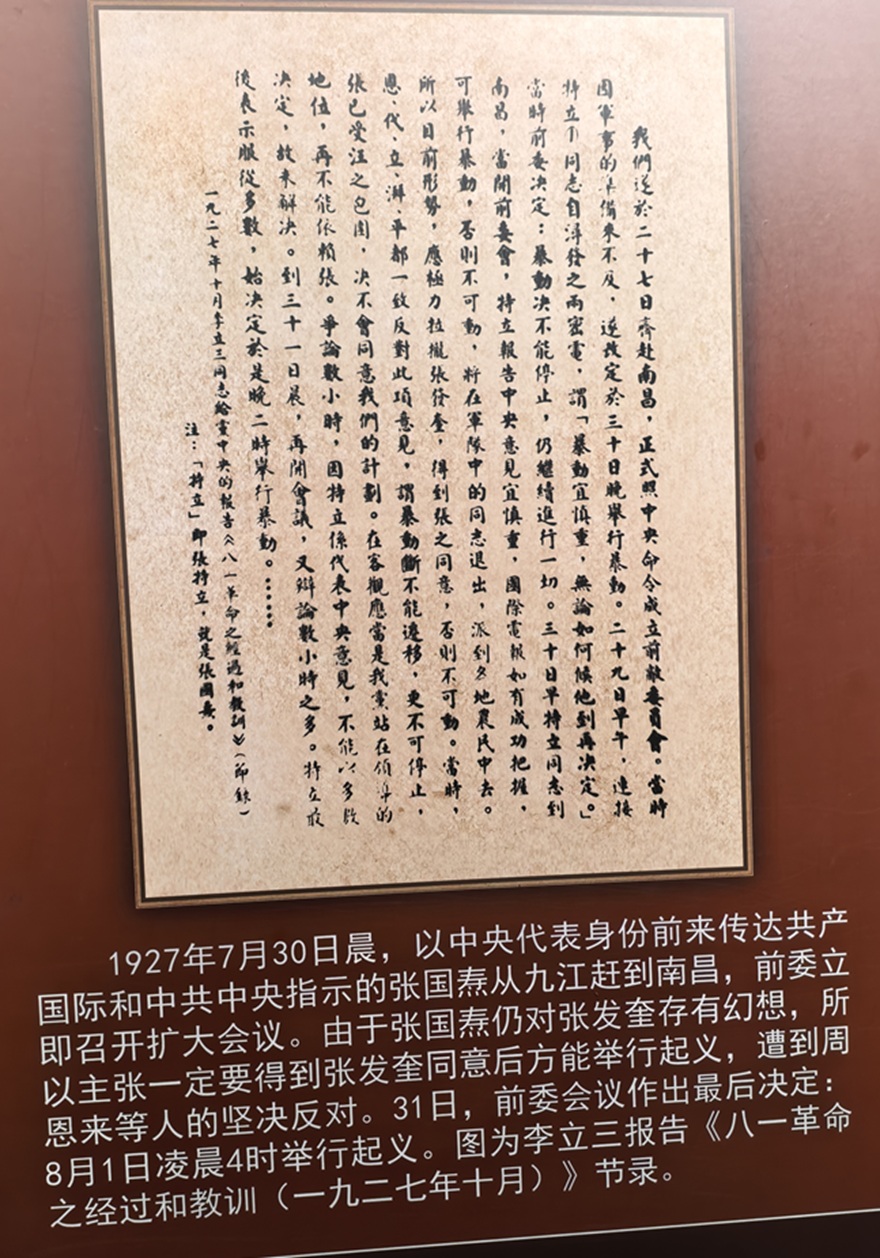 我們遂於二十七日齊赴南昌，正式照中央命令成立前敵委員會。當時
因軍事的準備來不及，遂改定於三十日晚舉行暴動。二十九日早午，連接
特立同志自潯發之兩密電，謂「暴動宜慎重，無論如何候他到再決定。」
當時前委决定：暴動决不能停止，仍繼續進行一切。三十日早特立同志到
南昌，當開前委會，特立報告中央意見宜慎重，國際電報如有成功把握，
可舉行暴動，否則不可動，將在軍隊中的同志退出，派到各地農民中去。
所以目前形勢，應極力拉攏張發奎，得到張之同意，否則不可動。當時，
恩、代、立、湃、平都一致反對此項意見，謂暴動斷不能遷移，更不可停止，
張已受汪之包圍，决不會同意我們的計劃。在客觀應當是我黨站在領導的
地位，再不能依賴張。爭論數小時，因特立係代表中央意見，不能以多數
决定，故未解决。到三十一日晨，再開會議，又辯論數小時之多。特立最
後表示服從多數，始决定於是晚二時舉行暴動。……
一九二七年十月李立三同志給黨中央的報告《八一革命之經過和教訓》（節錄）
注：「特立」即張特立，就是張國燾。
1927年7月30日晨，以中央代表身份前来传达共产
国际和中共中央指示的张国焘从九江赶到南昌，前委立
即召开扩大会议。由于张国焘仍对张发奎存有幻想，所
以主张一定要得到张发奎同意后方能举行起义，遭到周
恩来等人的坚决反对。31日，前委会议作出最后决定：
8月1日凌晨4时举行起义。图为李立三报告《八一革命
之经过和教训（一九二七年十月）》节录。